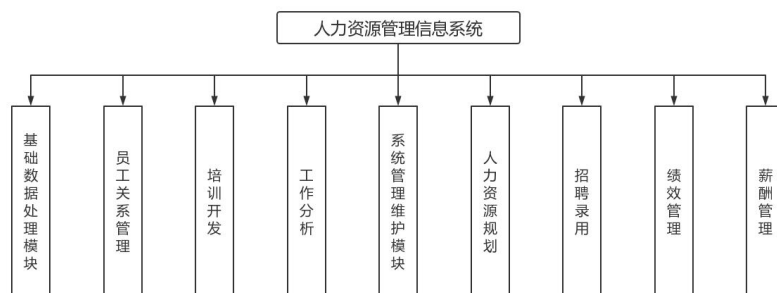 人力资源管理信息系统
基础数据处理模块
员工关系管理
培训开发
工作分析
系统管理维护模块
人力资源规划
招聘录用
绩效管理
薪酬管理